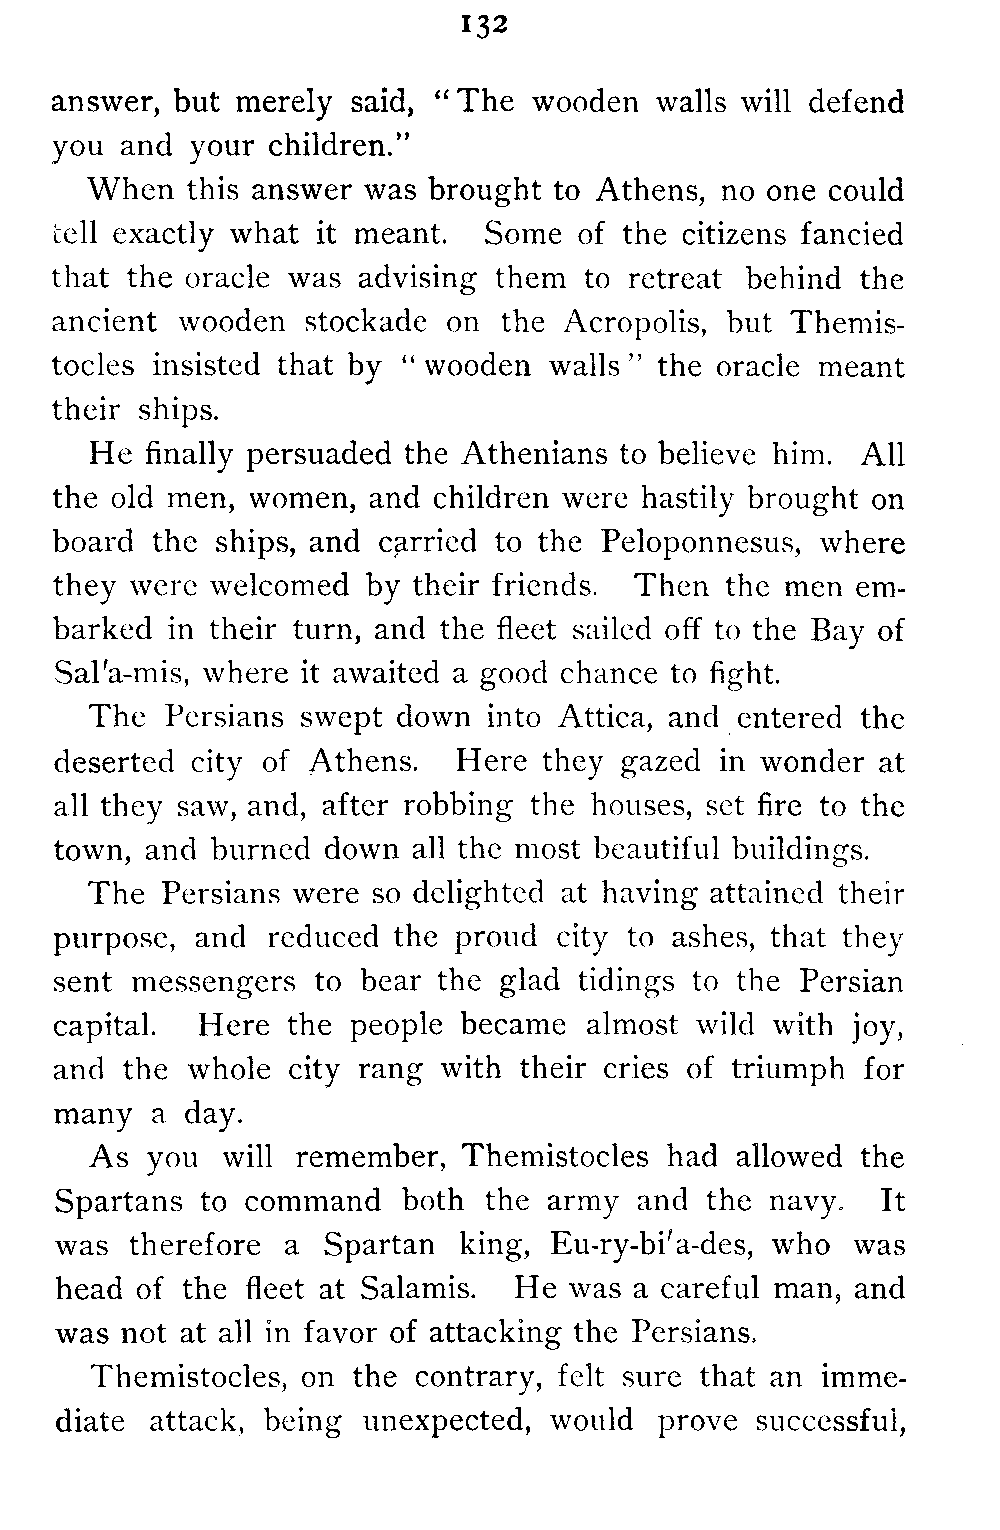 132
answer, but merely said, “The wooden walls will defend
you and your children.”
When this answer was brought to Athens, no one could
tell exactly what it meant. Some of the citizens fancied
that the oracle was advising them to retreat behind the
ancient wooden stockade on the Acropolis, but Themis-
tocles insisted that by “wooden walls” the oracle meant
their ships.
He finally persuaded the Athenians to believe him. All
the old men, women, and children were hastily brought on
board the ships, and carried to the Peloponnesus, where
they were welcomed by their friends. Then the men em-
barked in their turn, and the fleet sailed off to the Bay of
Sal′a-mis, where it awaited a good chance to fight.
The Persians swept down into Attica, and entered the
deserted city of Athens. Here they gazed in wonder at
all they saw, and, after robbing the houses, set fire to the
town, and burned down all the most beautiful buildings.
The Persians were so delighted at having attained their
purpose, and reduced the proud city to ashes, that they
sent messengers to bear the glad tidings to the Persian
capital. Here the people became almost wild with joy,
and the whole city rang with their cries of triumph for
many a day.
As you will remember, Themistocles had allowed the
Spartans to command both the army and the navy. It
was therefore a Spartan king, Eu-ry-bi′a-des, who was
head of the fleet at Salamis. He was a careful man, and
was not at all in favor of attacking the Persians.
Themistocles, on the contrary, felt sure that an imme-
diate attack, being unexpected, would prove successful,